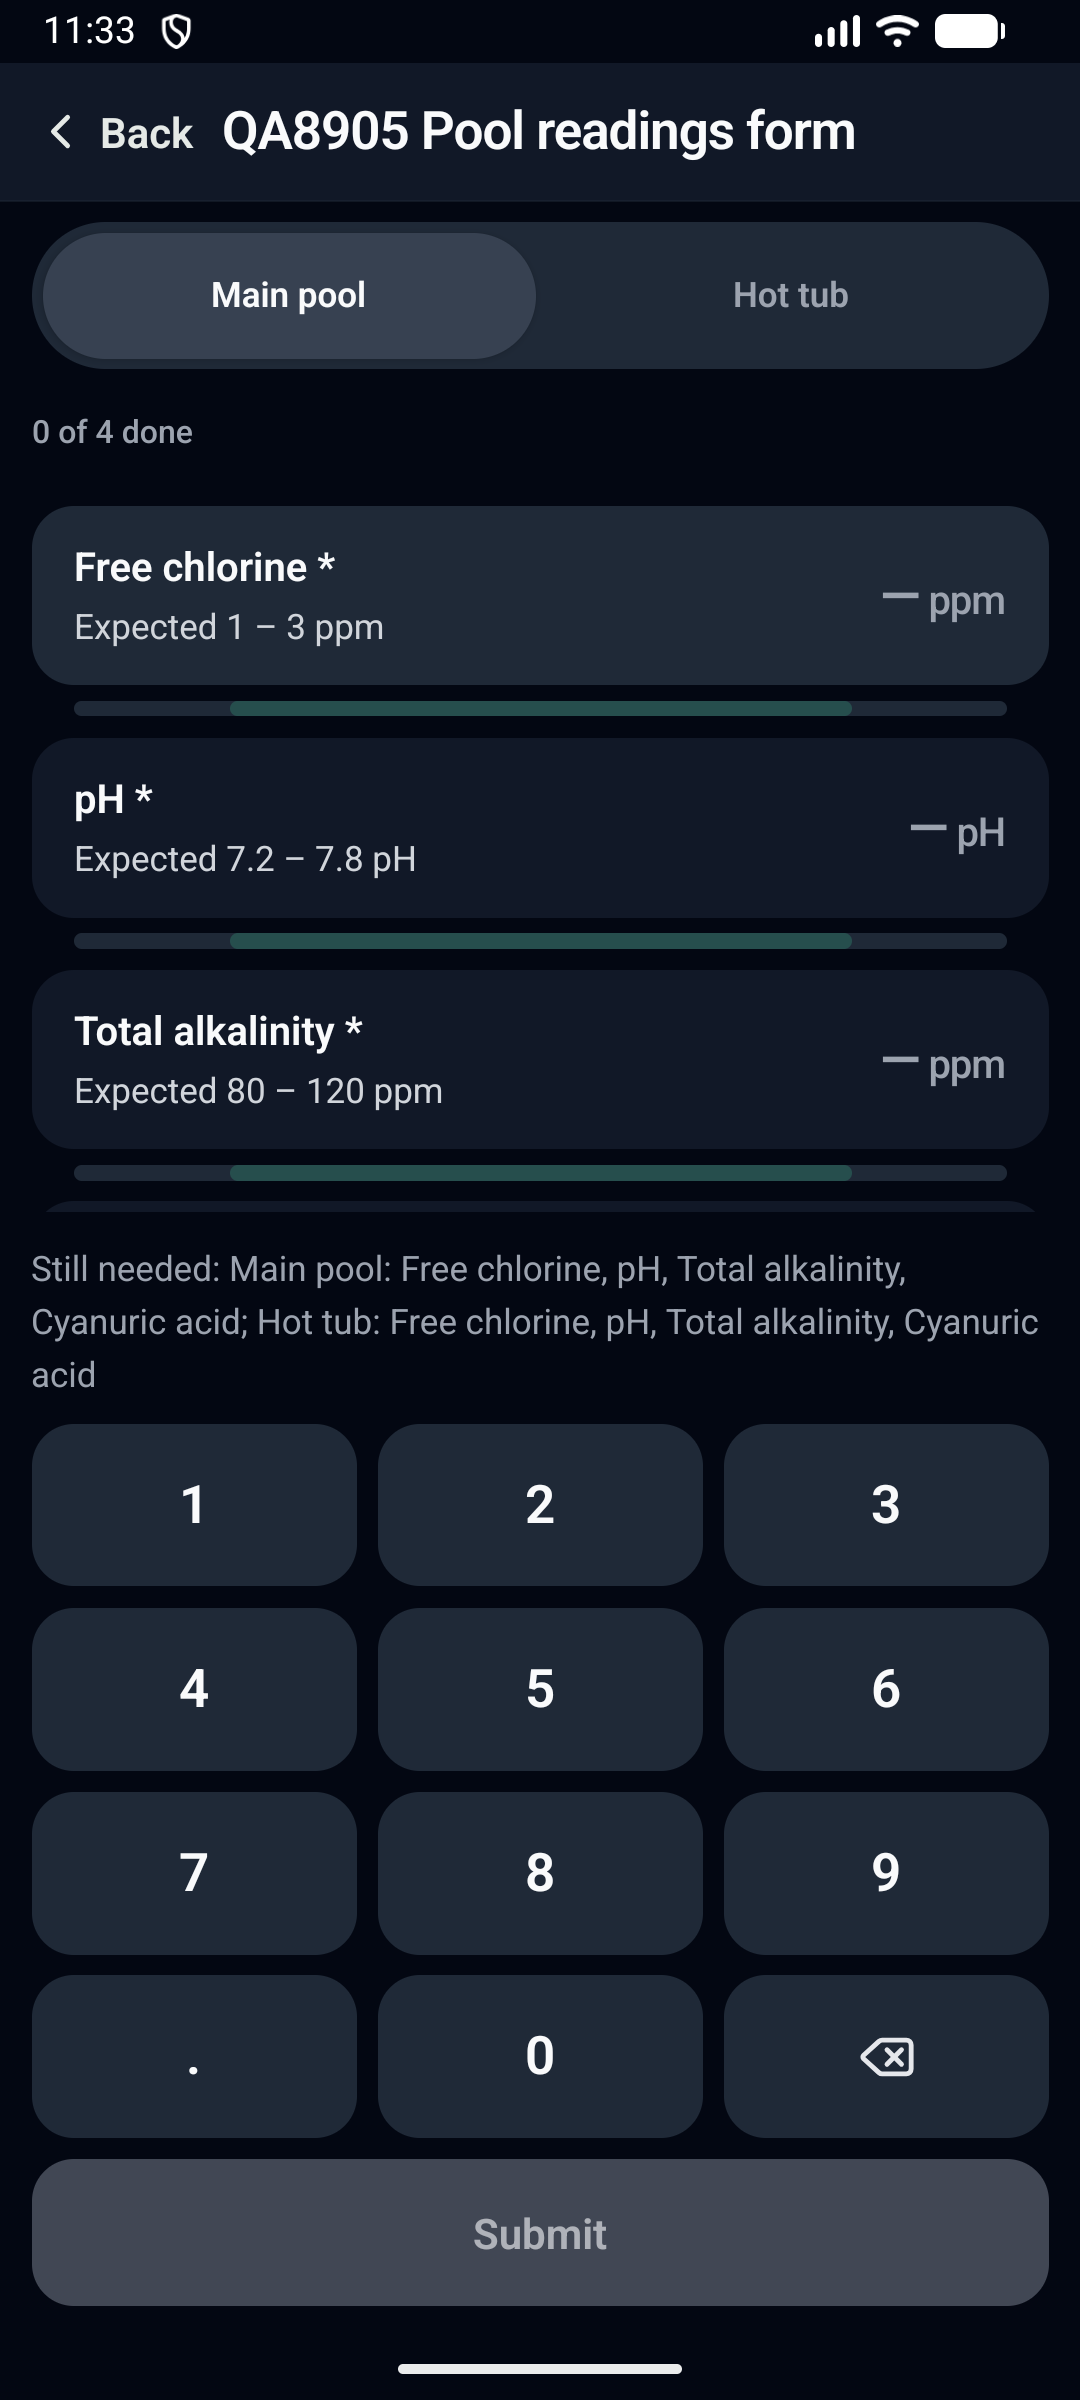 11:33
Back QA8905 Pool readings form
Main pool Hot tub
0 of 4 done
Free chlorine *
Expected 1 – 3 ppm
— ppm
pH *
Expected 7.2 – 7.8 pH
— pH
Total alkalinity *
Expected 80 – 120 ppm
— ppm
Still needed: Main pool: Free chlorine, pH, Total alkalinity,
Cyanuric acid; Hot tub: Free chlorine, pH, Total alkalinity, Cyanuric
acid
1 2 3
4 5 6
7 8 9
. 0
Submit